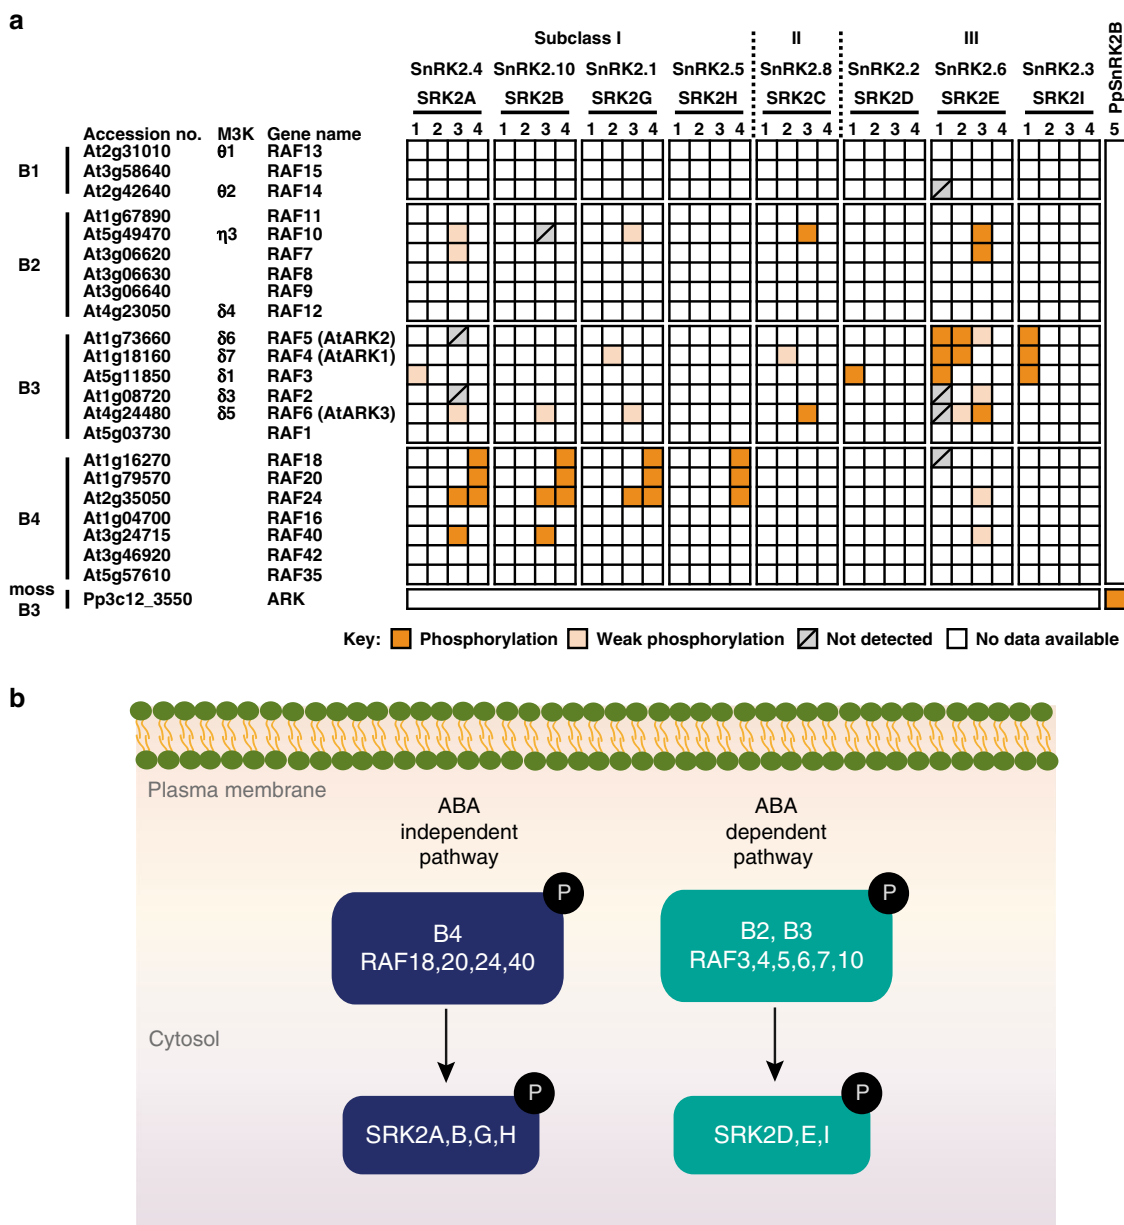 a
Subclass I II III
SnRK2.4 SnRK2.10 SnRK2.1 SnRK2.5 SnRK2.8 SnRK2.2 SnRK2.6 SnRK2.3 PpSnRK2B
SRK2A SRK2B SRK2G SRK2H SRK2C SRK2D SRK2E SRK2I
Accession no. M3K Gene name 1 2 3 4 1 2 3 4 1 2 3 4 1 2 3 4 1 2 3 4 1 2 3 4 1 2 3 4 1 2 3 4 5
B1
At2g31010 θ1 RAF13
At3g58640 RAF15
At2g42640 θ2 RAF14
B2
At1g67890 RAF11
At5g49470 η3 RAF10
At3g06620 RAF7
At3g06630 RAF8
At3g06640 RAF9
At4g23050 δ4 RAF12
B3
At1g73660 δ6 RAF5 (AtARK2)
At1g18160 δ7 RAF4 (AtARK1)
At5g11850 δ1 RAF3
At1g08720 δ3 RAF2
At4g24480 δ5 RAF6 (AtARK3)
At5g03730 RAF1
B4
At1g16270 RAF18
At1g79570 RAF20
At2g35050 RAF24
At1g04700 RAF16
At3g24715 RAF40
At3g46920 RAF42
At5g57610 RAF35
moss
B3
Pp3c12_3550 ARK
Key: Phosphorylation Weak phosphorylation Not detected No data available
b
Plasma membrane
ABA
independent
pathway
P
B4
RAF18,20,24,40
P
SRK2A,B,G,H
ABA
dependent
pathway
P
B2, B3
RAF3,4,5,6,7,10
P
SRK2D,E,I
Cytosol